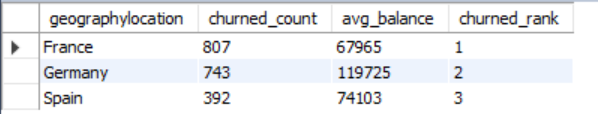 geographylocation churned_count avg_balance churned_rank
France 807 67965 1
Germany 743 119725 2
Spain 392 74103 3